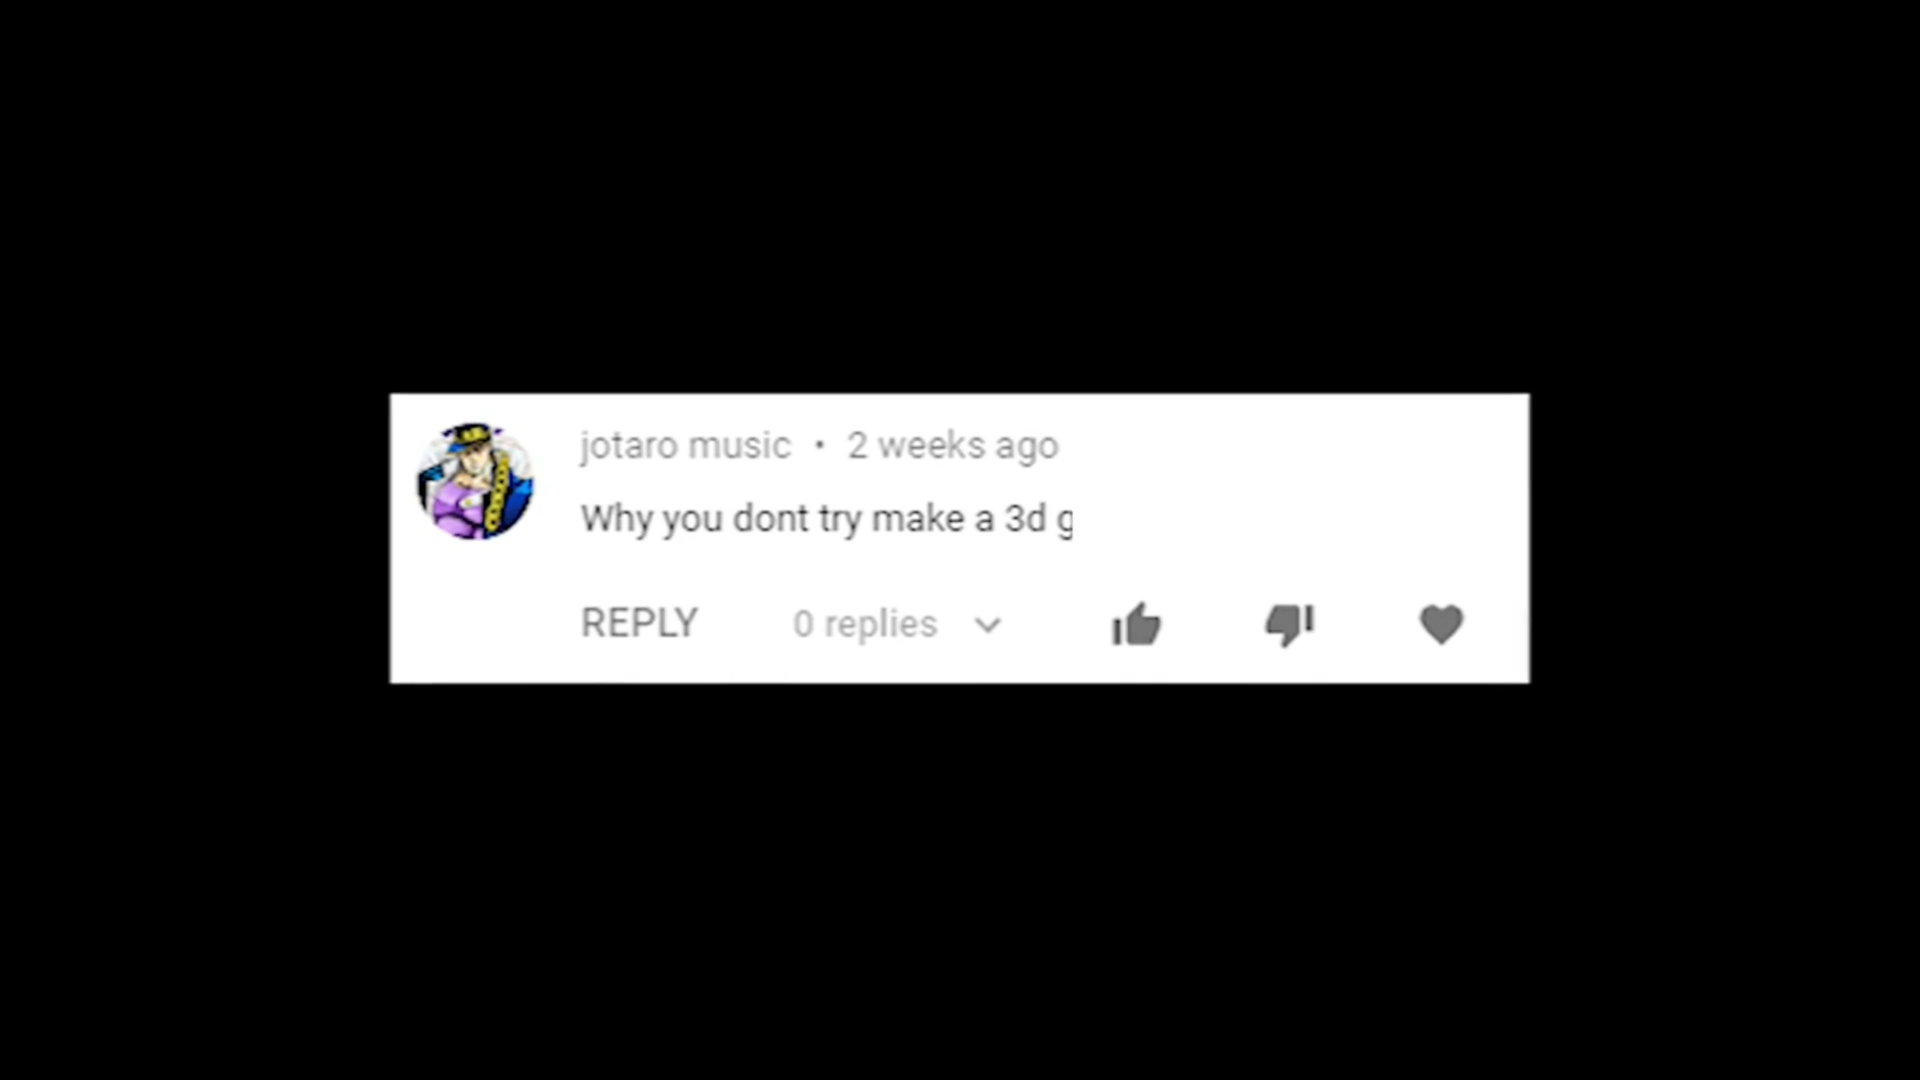 jotaro music • 2 weeks ago
Why you dont try make a 3d g
REPLY 0 replies